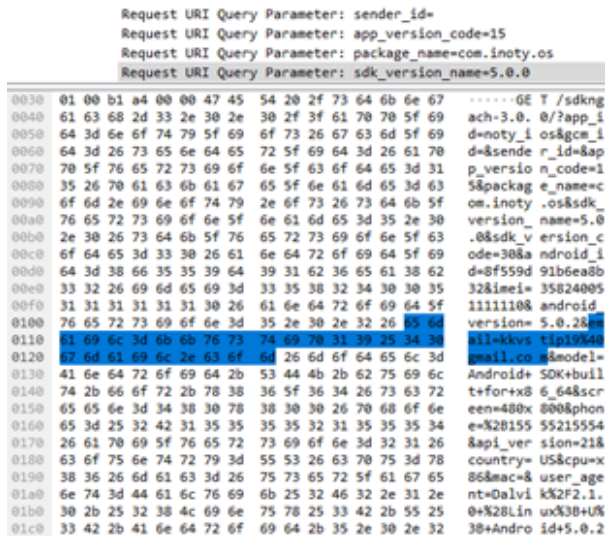 Request URI Query Parameter: sender_id=
Request URI Query Parameter: app_version_code=15
Request URI Query Parameter: package_name=com.inoty.os
Request URI Query Parameter: sdk_version_name=5.0.0
0030 01 00 b1 a4 00 00 47 45 54 20 2f 73 64 6b 6e 67 ······GE T /sdkng
0040 61 63 68 2d 33 2e 30 2e 30 2f 3f 61 70 70 5f 69 ach-3.0. 0/?app_i
0050 64 3d 6e 6f 74 79 5f 69 6f 73 26 67 63 6d 5f 69 d=noty_i os&gcm_i
0060 64 3d 26 73 65 6e 64 65 72 5f 69 64 3d 26 61 70 d=&sende r_id=&ap
0070 70 5f 76 65 72 73 69 6f 6e 5f 63 6f 64 65 3d 31 p_versio n_code=1
0080 35 26 70 61 63 6b 61 67 65 5f 6e 61 6d 65 3d 63 5&packag e_name=c
0090 6f 6d 2e 69 6e 6f 74 79 2e 6f 73 26 73 64 6b 5f om.inoty .os&sdk_
00a0 76 65 72 73 69 6f 6e 5f 6e 61 6d 65 3d 35 2e 30 version_ name=5.0
00b0 2e 30 26 73 64 6b 5f 76 65 72 73 69 6f 6e 5f 63 .0&sdk_v ersion_c
00c0 6f 64 65 3d 33 30 26 61 6e 64 72 6f 69 64 5f 69 ode=30&a ndroid_i
00d0 64 3d 38 66 35 35 39 64 39 31 62 36 65 61 38 62 d=8f559d 91b6ea8b
00e0 33 32 26 69 6d 65 69 3d 33 35 38 32 34 30 30 35 32&imei= 35824005
00f0 31 31 31 31 31 31 30 26 61 6e 64 72 6f 69 64 5f 1111110& android_
0100 76 65 72 73 69 6f 6e 3d 35 2e 30 2e 32 26 65 6d version= 5.0.2&em
0110 61 69 6c 3d 6b 6b 76 73 74 69 70 31 39 25 34 30 ail=kkvs tip19%40
0120 67 6d 61 69 6c 2e 63 6f 6d 26 6d 6f 64 65 6c 3d gmail.co m&model=
0130 41 6e 64 72 6f 69 64 2b 53 44 4b 2b 62 75 69 6c Android+ SDK+buil
0140 74 2b 66 6f 72 2b 78 38 36 5f 36 34 26 73 63 72 t+for+x8 6_64&scr
0150 65 65 6e 3d 34 38 30 78 38 30 30 26 70 68 6f 6e een=480x 800&phon
0160 65 3d 25 32 42 31 35 35 35 35 32 31 35 35 35 34 e=%2B155 55215554
0170 26 61 70 69 5f 76 65 72 73 69 6f 6e 3d 32 31 26 &api_ver sion=21&
0180 63 6f 75 6e 74 72 79 3d 55 53 26 63 70 75 3d 78 country= US&cpu=x
0190 38 36 26 6d 61 63 3d 26 75 73 65 72 5f 61 67 65 86&mac=& user_age
01a0 6e 74 3d 44 61 6c 76 69 6b 25 32 46 32 2e 31 2e nt=Dalvi k%2F2.1.
01b0 30 2b 25 32 38 4c 69 6e 75 78 25 33 42 2b 55 25 0+%28Lin ux%3B+U%
01c0 33 42 2b 41 6e 64 72 6f 69 64 2b 35 2e 30 2e 32 3B+Andro id+5.0.2